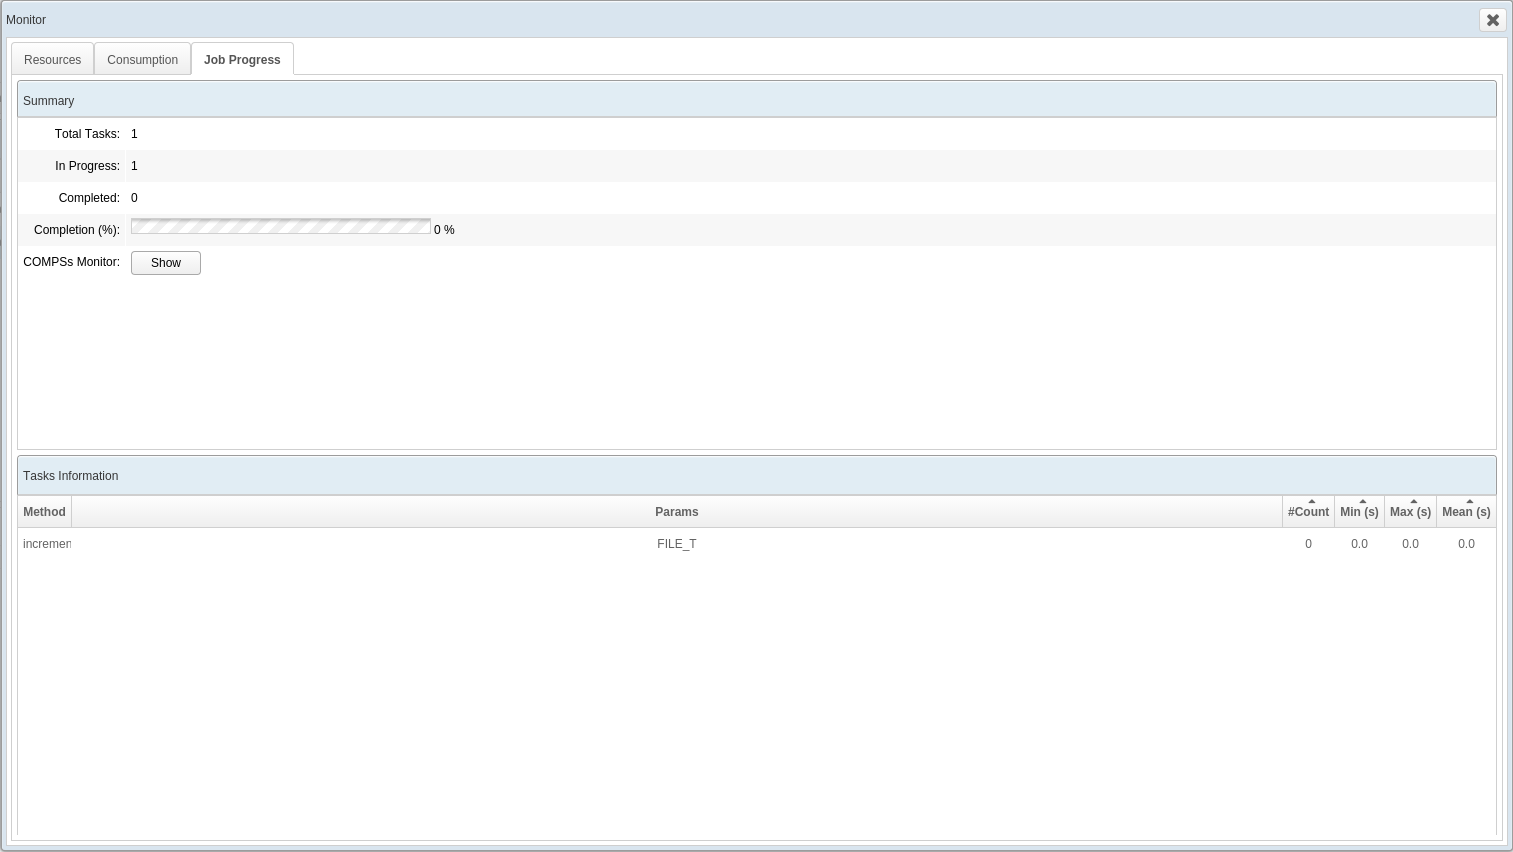 Monitor
Resources Consumption Job Progress
Summary
Total Tasks: 1
In Progress: 1
Completed: 0
Completion (%): 0 %
COMPSs Monitor: Show
Tasks Information
Method Params #Count Min (s) Max (s) Mean (s)
incremen FILE_T 0 0.0 0.0 0.0